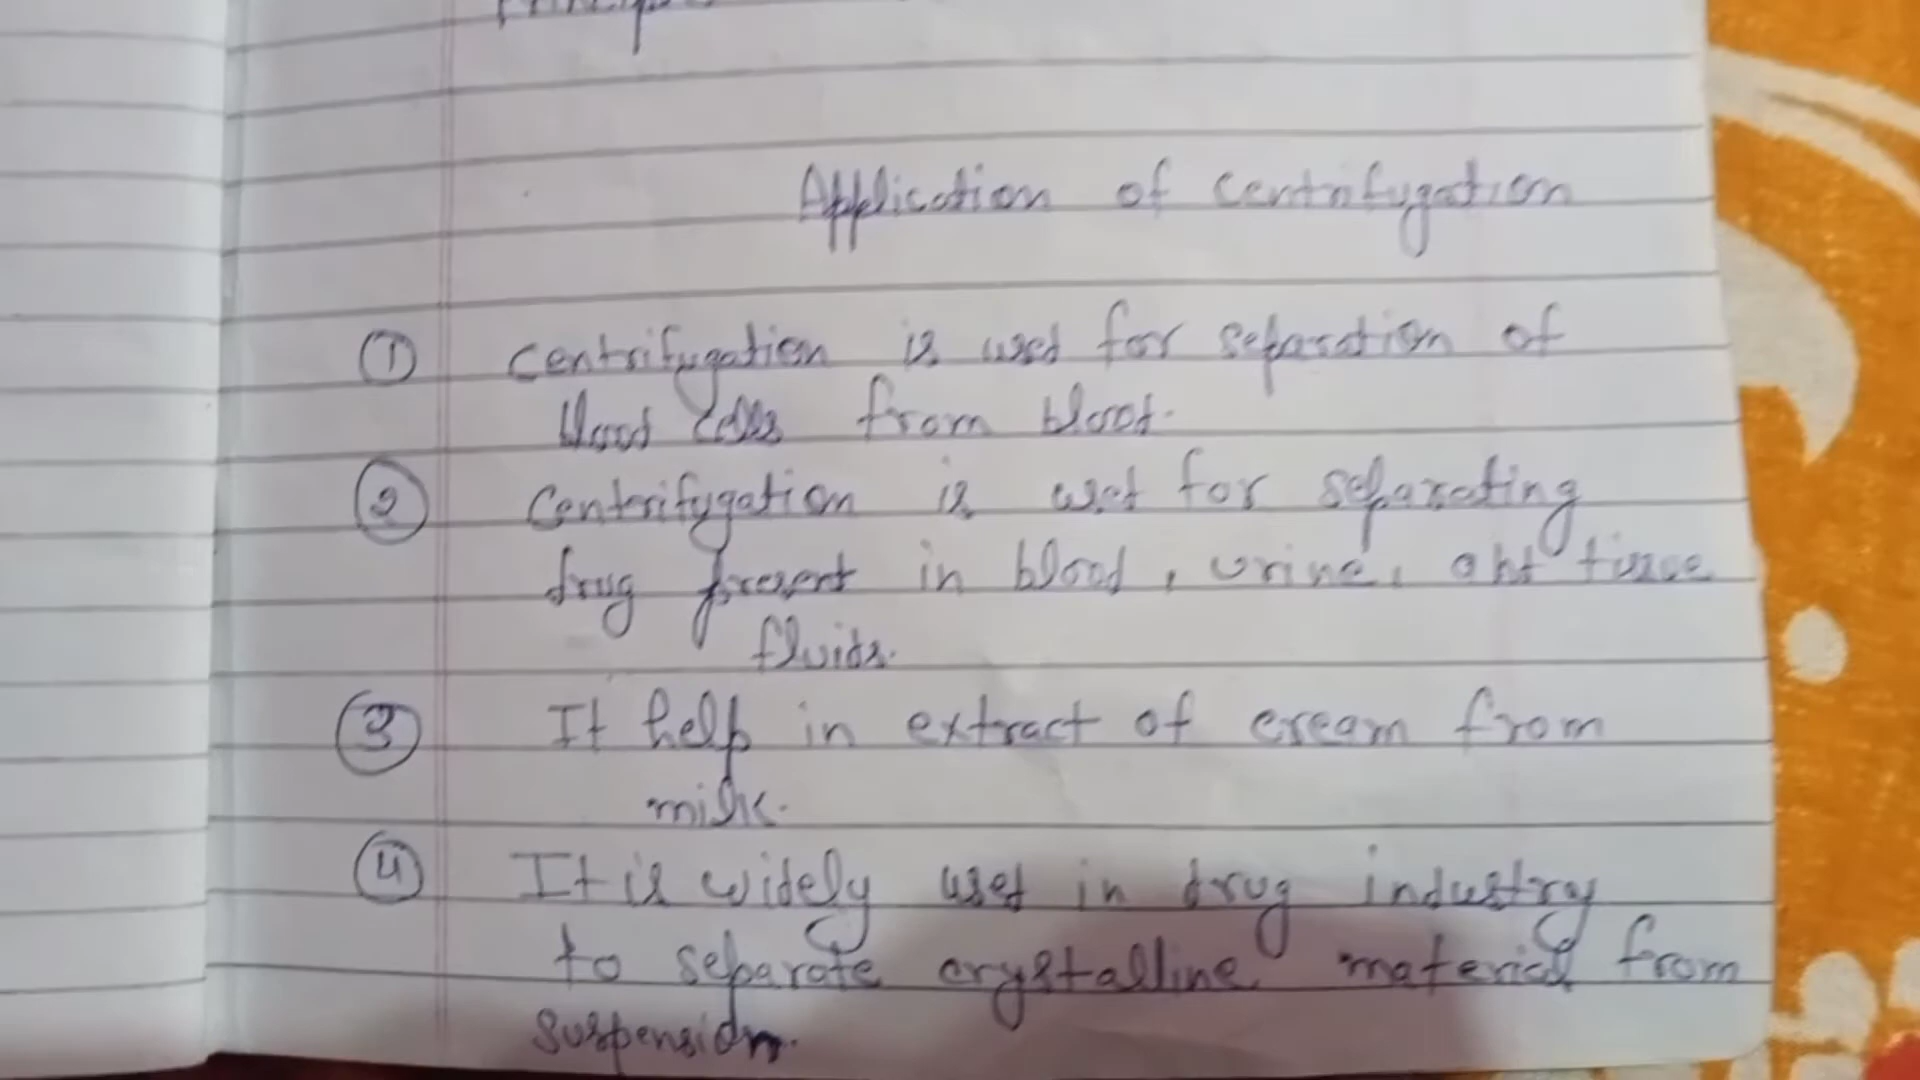 Application of centrifugation
① centrifugation is used for separation of
blood cells from blood.
② Centrifygation is used for separating
drug present in blood, urine, and tissue
fluids.
③ It help in extract of cream from
milk.
④ It is widely used in drug industry
to separate crystalline material from
suspension.